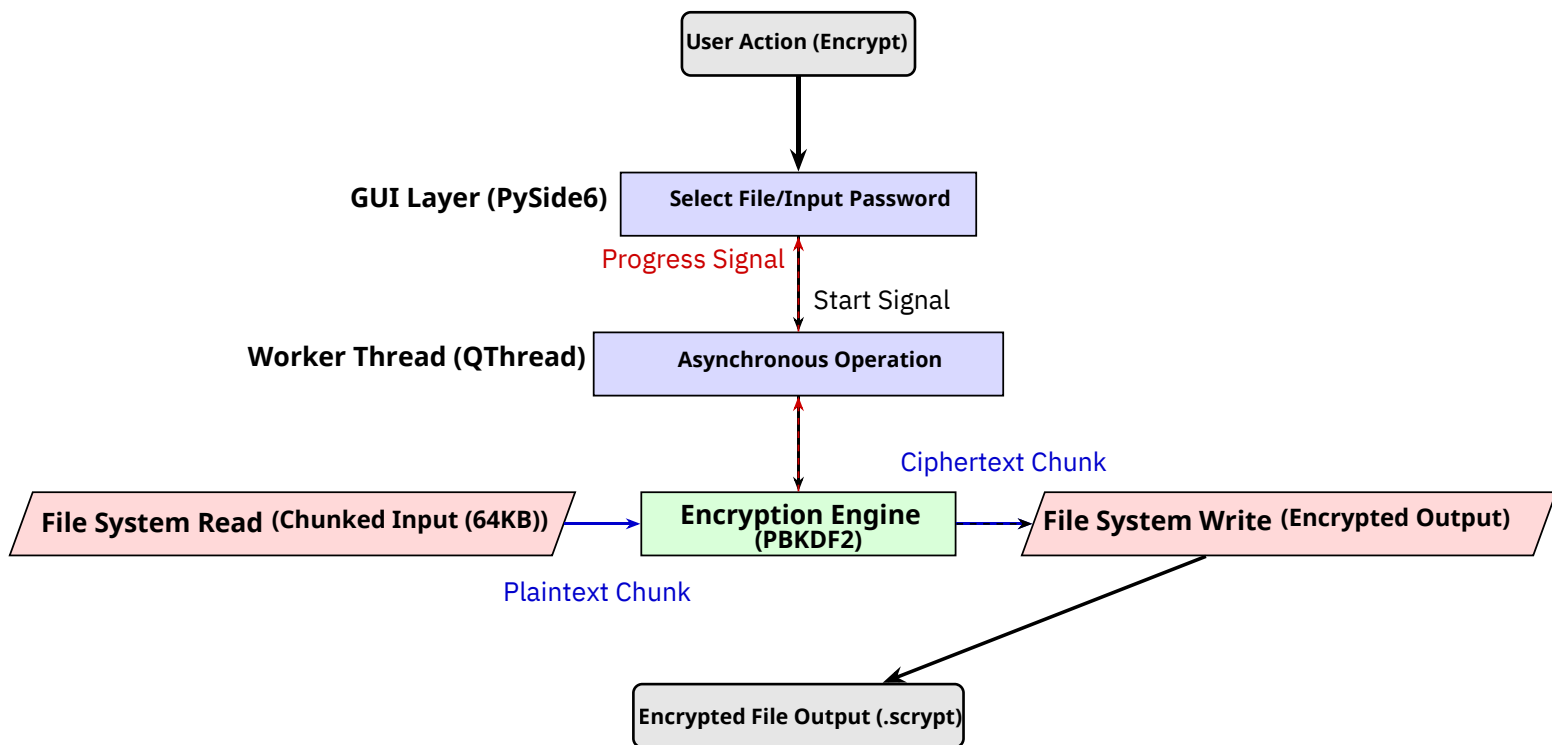 User Action (Encrypt)
GUI Layer (PySide6)
Select File/Input Password
Progress Signal
Start Signal
Worker Thread (QThread)
Asynchronous Operation
Ciphertext Chunk
File System Read (Chunked Input (64KB))
Encryption Engine
(PBKDF2)
File System Write (Encrypted Output)
Plaintext Chunk
Encrypted File Output (.scrypt)